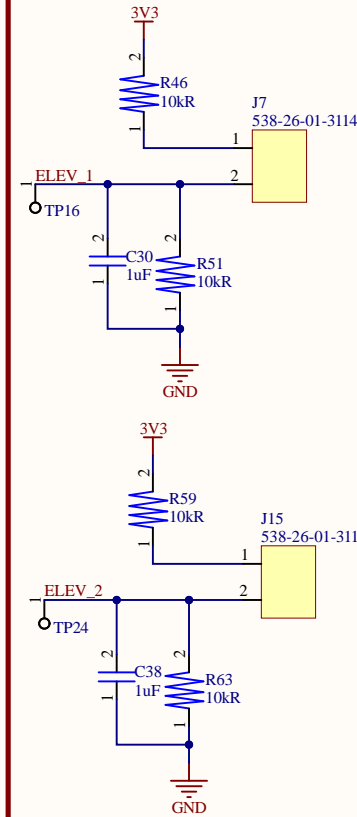 3V3
2
R46
10kR
1
J7
538-26-01-3114
1
2
1
ELEV_1
TP16
2
C30
1uF
1
2
R51
10kR
1
GND
3V3
2
R59
10kR
1
J15
538-26-01-311
1
2
1
ELEV_2
TP24
2
C38
1uF
1
2
R63
10kR
1
GND